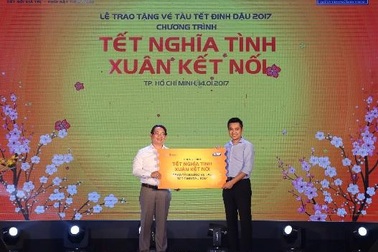 LỄ TRAO TẶNG VÉ TÀU TẾT ĐINH DẬU 2017
CHƯƠNG TRÌNH
TẾT NGHĨA TÌNH
XUÂN KẾT NỐI
TP. HỒ CHÍ MINH, 14.01.2017
TẾT NGHĨA TÌNH
XUÂN KẾT NỐI